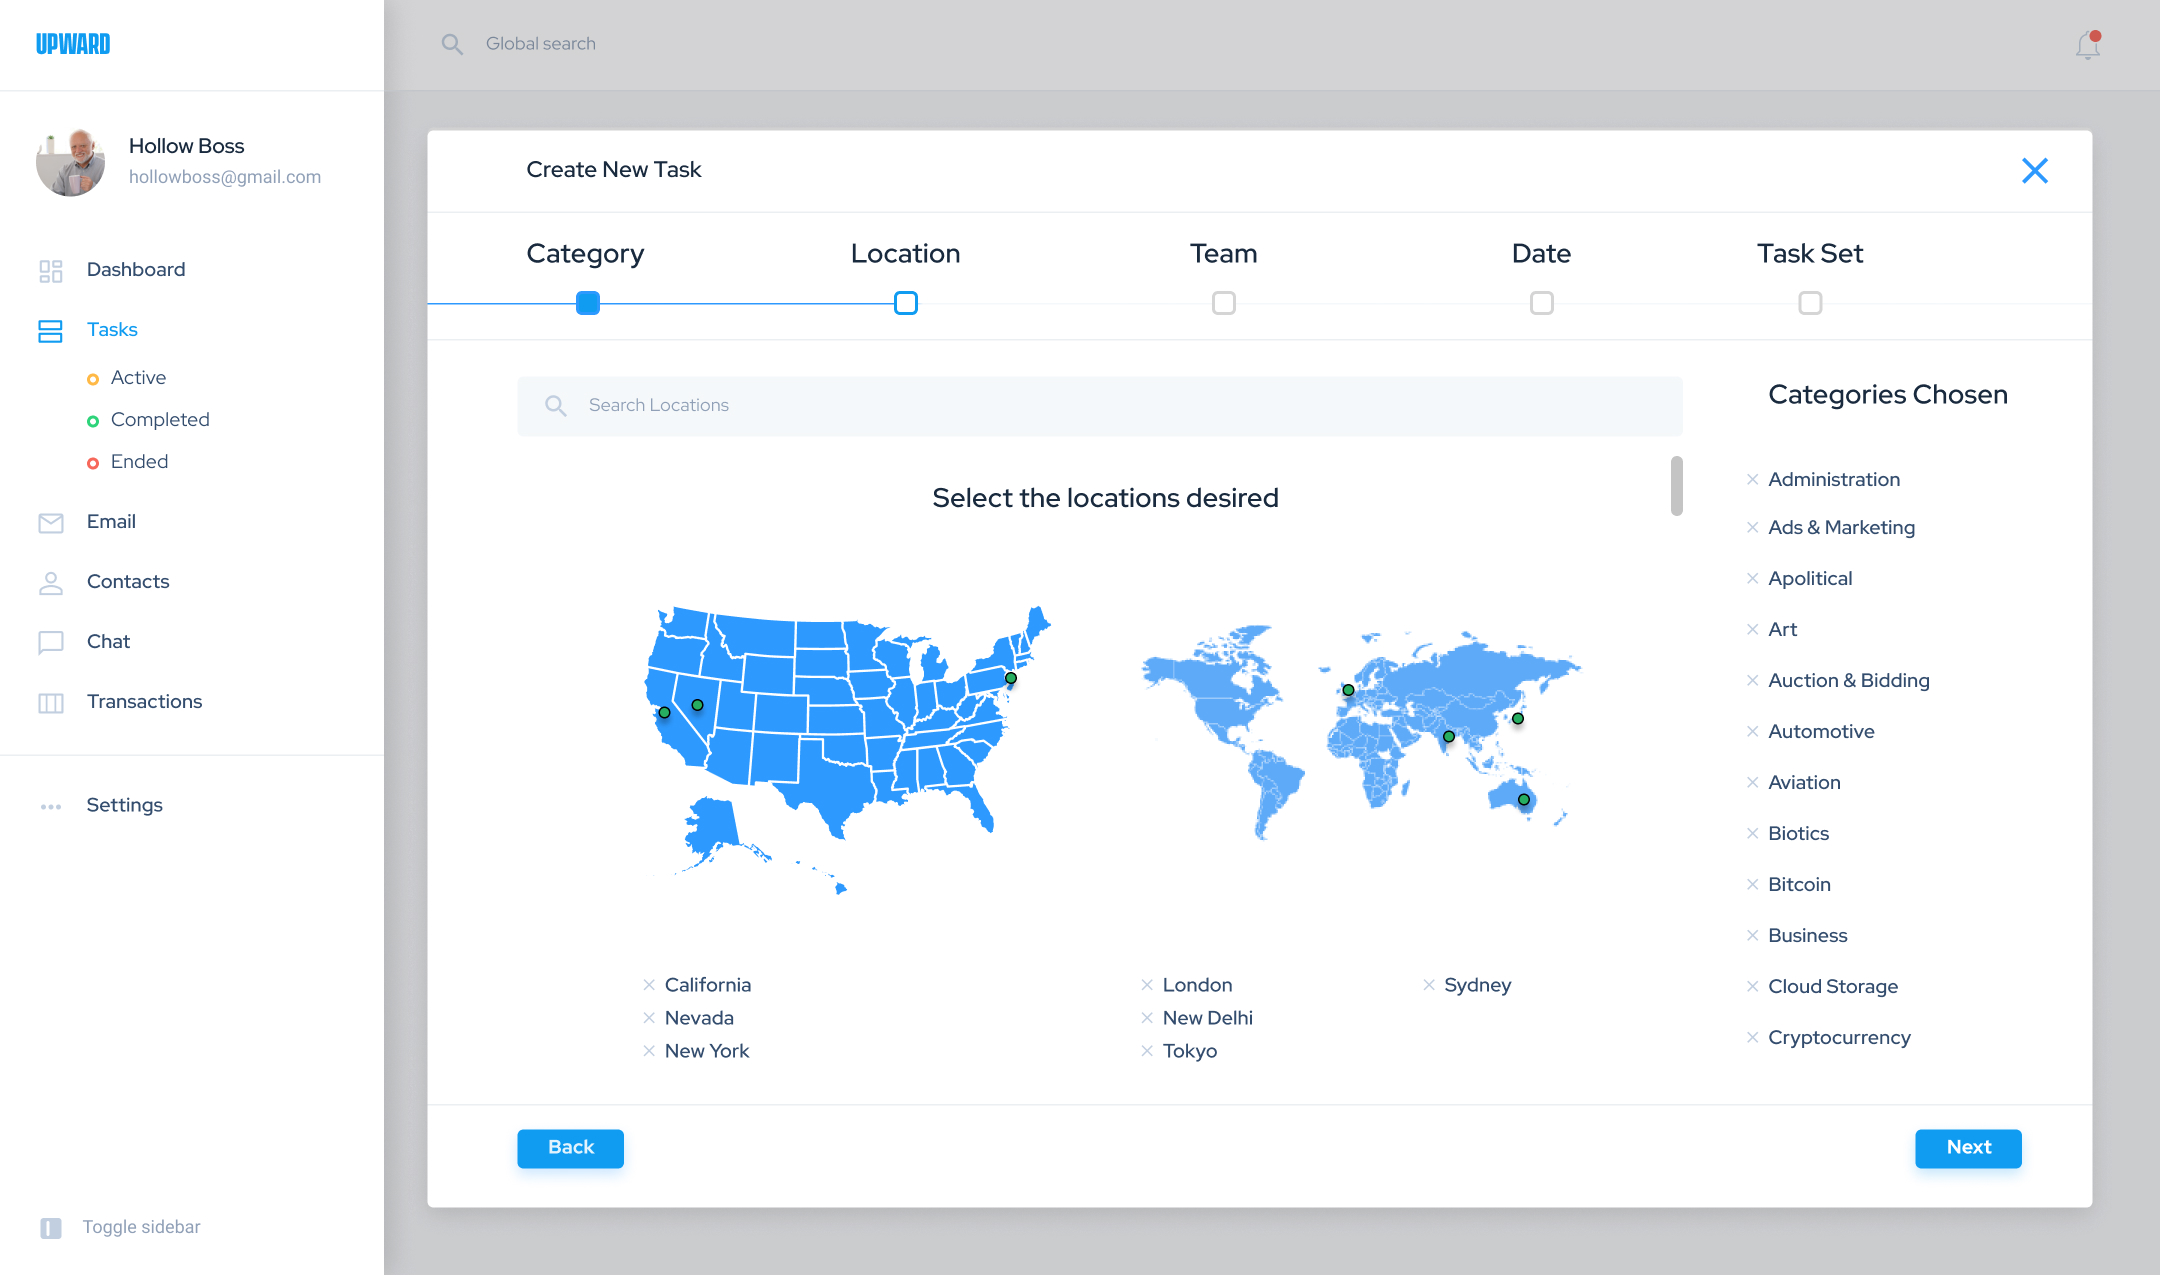 UPWARD
Global search
Hollow Boss
hollowboss@gmail.com
Dashboard
Tasks
Active
Completed
Ended
Email
Contacts
Chat
Transactions
Settings
Toggle sidebar
Create New Task
Category
Location
Team
Date
Task Set
Search Locations
Select the locations desired
California
Nevada
New York
London
New Delhi
Tokyo
Sydney
Categories Chosen
Administration
Ads & Marketing
Apolitical
Art
Auction & Bidding
Automotive
Aviation
Biotics
Bitcoin
Business
Cloud Storage
Cryptocurrency
Back
Next